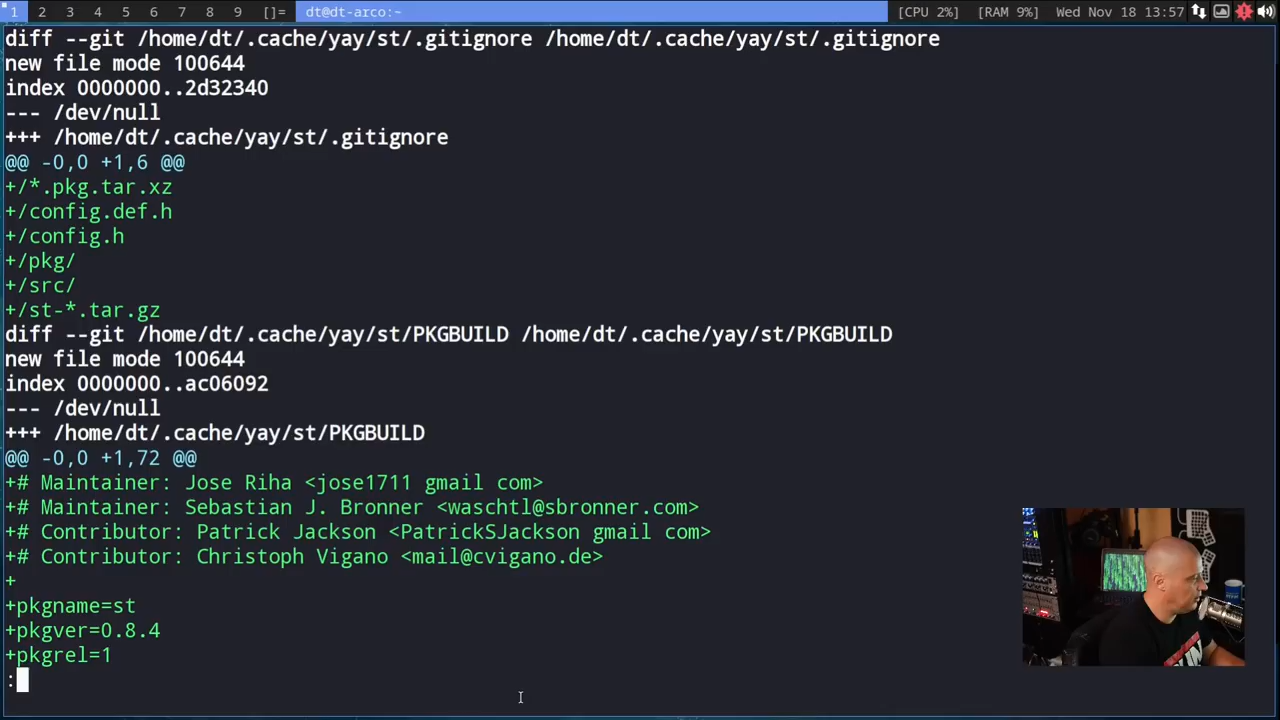 1 2 3 4 5 6 7 8 9 []= dt@dt-arco:~ [CPU 2%] [RAM 9%] Wed Nov 18 13:57
diff --git /home/dt/.cache/yay/st/.gitignore /home/dt/.cache/yay/st/.gitignore
new file mode 100644
index 0000000..2d32340
--- /dev/null
+++ /home/dt/.cache/yay/st/.gitignore
@@ -0,0 +1,6 @@
+/*.pkg.tar.xz
+/config.def.h
+/config.h
+/pkg/
+/src/
+/st-*.tar.gz
diff --git /home/dt/.cache/yay/st/PKGBUILD /home/dt/.cache/yay/st/PKGBUILD
new file mode 100644
index 0000000..ac06092
--- /dev/null
+++ /home/dt/.cache/yay/st/PKGBUILD
@@ -0,0 +1,72 @@
+# Maintainer: Jose Riha <jose1711 gmail com>
+# Maintainer: Sebastian J. Bronner <waschtl@sbronner.com>
+# Contributor: Patrick Jackson <PatrickSJackson gmail com>
+# Contributor: Christoph Vigano <mail@cvigano.de>
+
+pkgname=st
+pkgver=0.8.4
+pkgrel=1
: